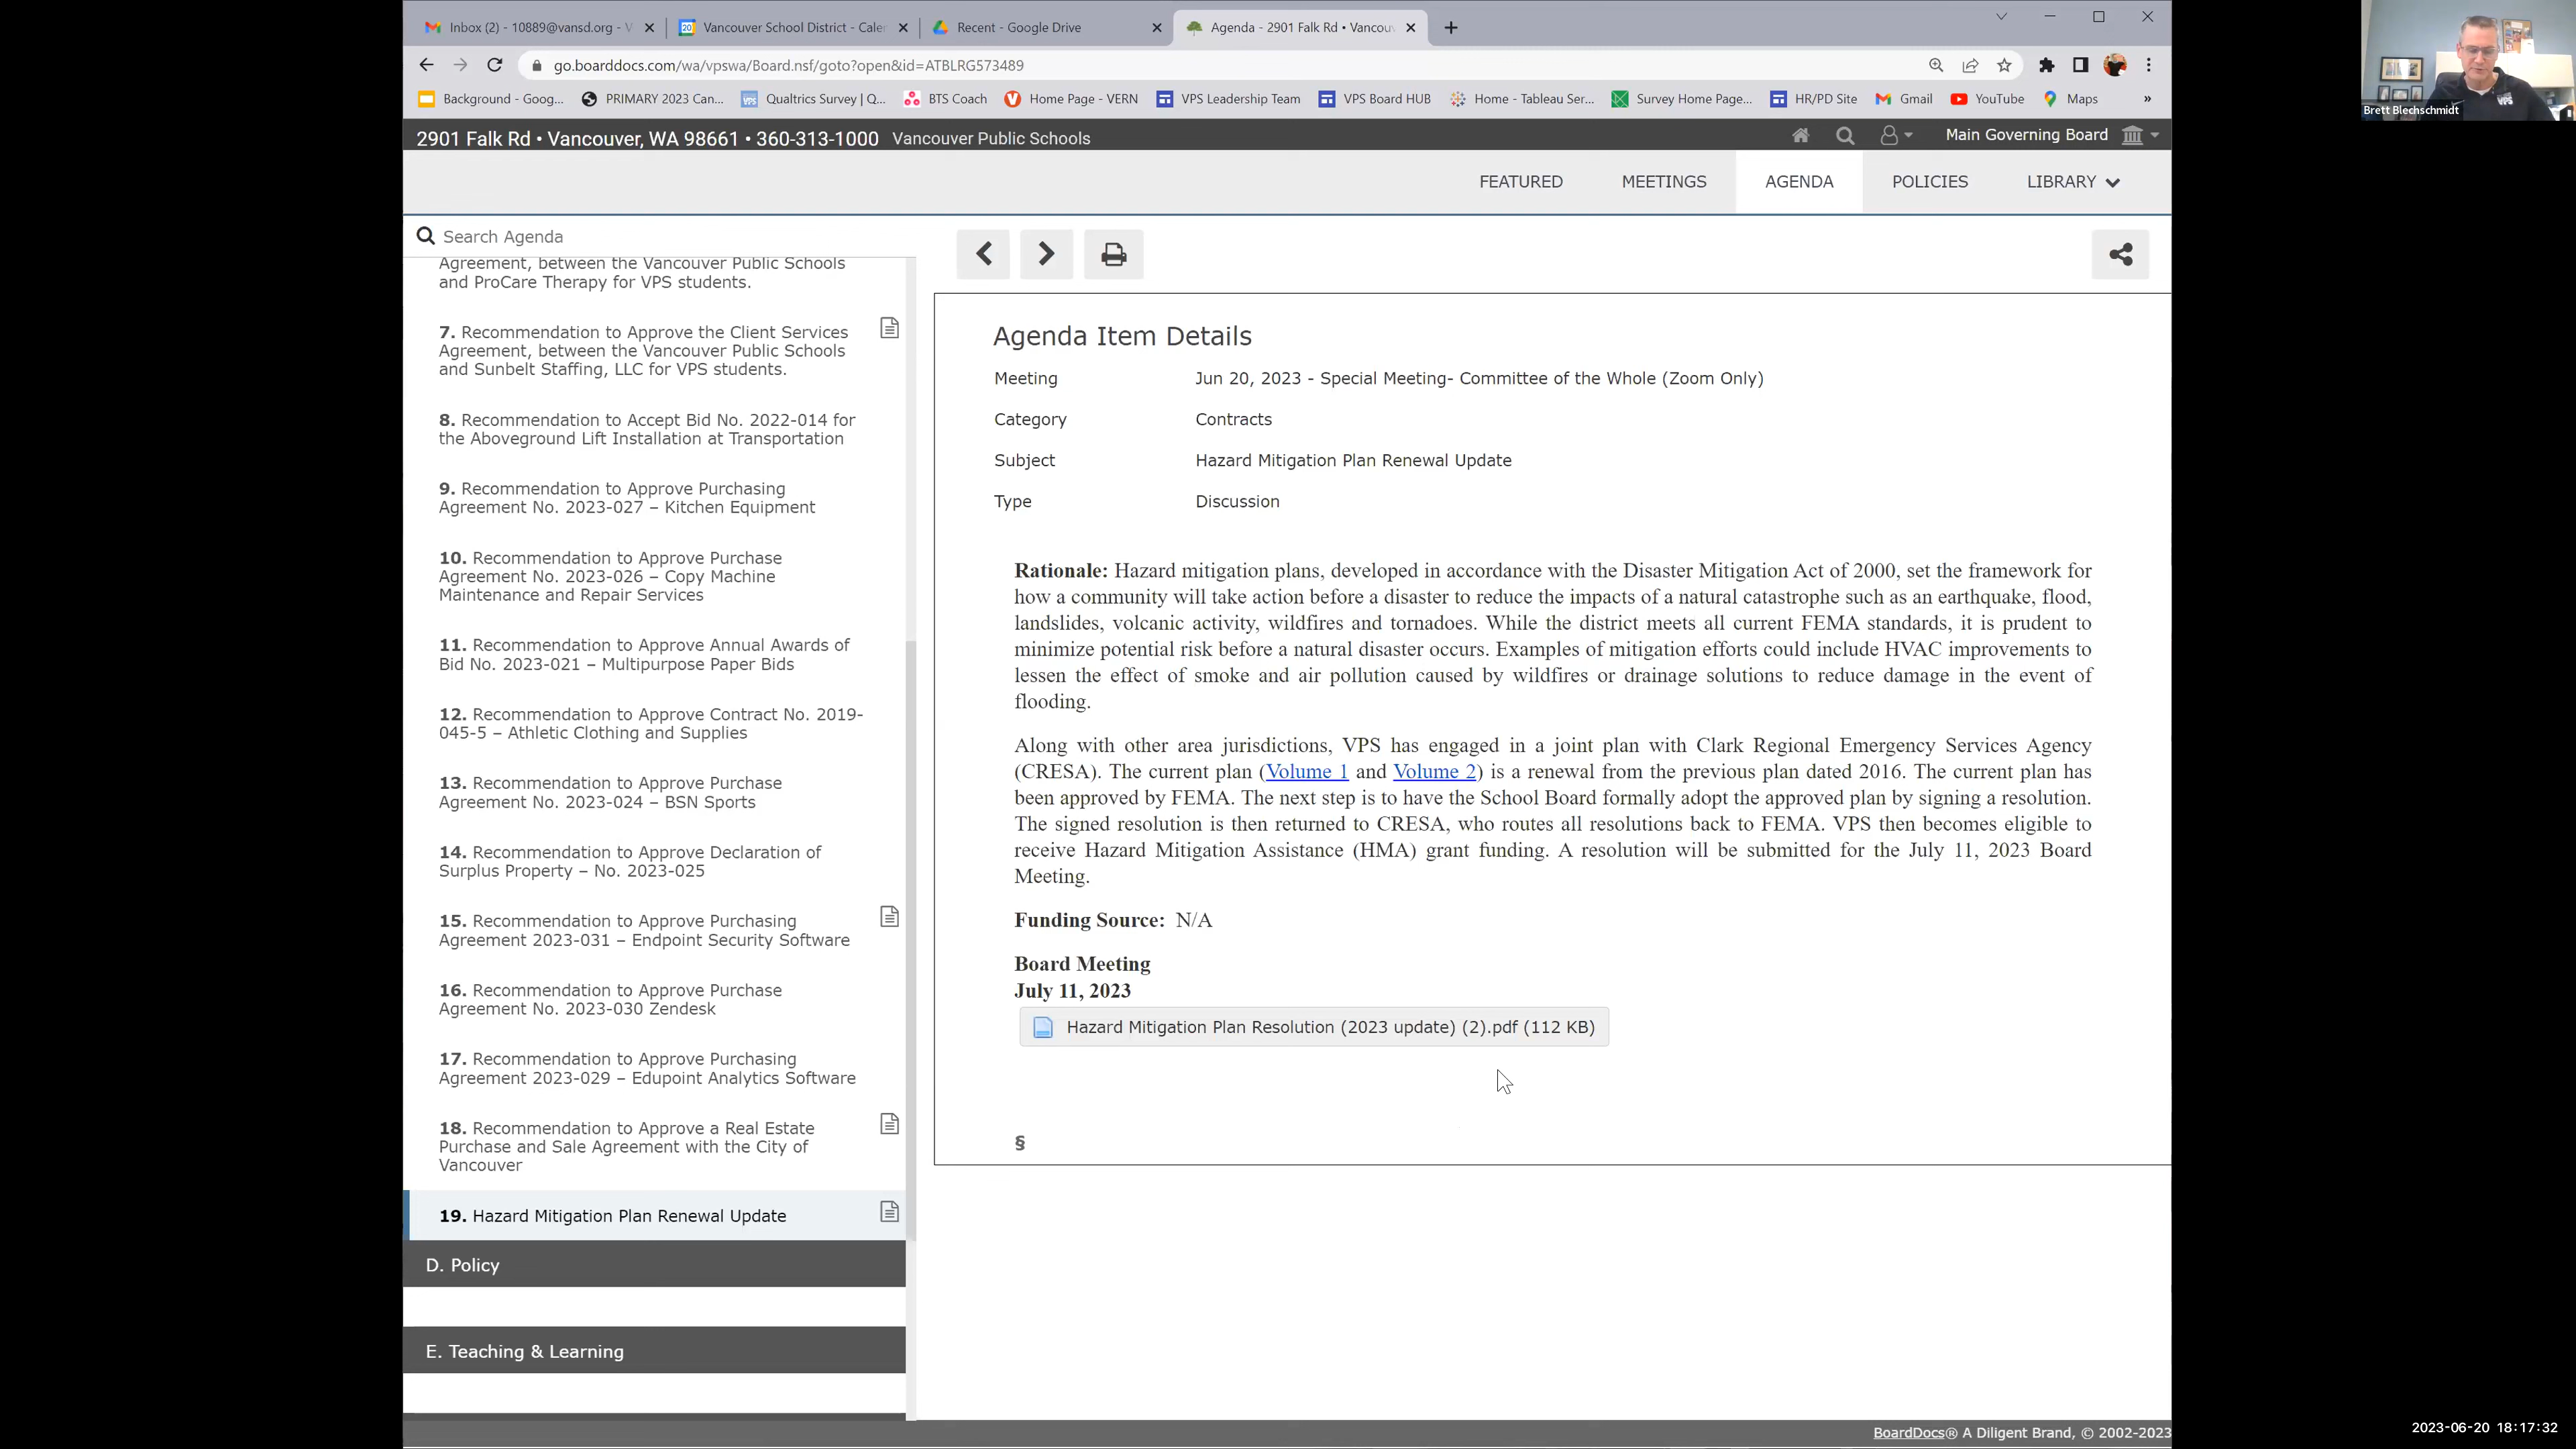 Inbox (2) - 10889@vansd.org - V
Vancouver School District - Caler
Recent - Google Drive
Agenda - 2901 Falk Rd • Vancouv
go.boarddocs.com/wa/vpswa/Board.nsf/goto?open&id=ATBLRG573489
Background - Goog...
PRIMARY 2023 Can...
Qualtrics Survey | Q...
BTS Coach
Home Page - VERN
VPS Leadership Team
VPS Board HUB
Home - Tableau Ser...
Survey Home Page...
HR/PD Site
Gmail
YouTube
Maps
»
Brett Blechschmidt
2901 Falk Rd • Vancouver, WA 98661 • 360-313-1000 Vancouver Public Schools
Main Governing Board
FEATURED
MEETINGS
AGENDA
POLICIES
LIBRARY
Search Agenda
Agreement, between the Vancouver Public Schools
and ProCare Therapy for VPS students.
7. Recommendation to Approve the Client Services
Agreement, between the Vancouver Public Schools
and Sunbelt Staffing, LLC for VPS students.
8. Recommendation to Accept Bid No. 2022-014 for
the Aboveground Lift Installation at Transportation
9. Recommendation to Approve Purchasing
Agreement No. 2023-027 – Kitchen Equipment
10. Recommendation to Approve Purchase
Agreement No. 2023-026 – Copy Machine
Maintenance and Repair Services
11. Recommendation to Approve Annual Awards of
Bid No. 2023-021 – Multipurpose Paper Bids
12. Recommendation to Approve Contract No. 2019-
045-5 – Athletic Clothing and Supplies
13. Recommendation to Approve Purchase
Agreement No. 2023-024 – BSN Sports
14. Recommendation to Approve Declaration of
Surplus Property – No. 2023-025
15. Recommendation to Approve Purchasing
Agreement 2023-031 – Endpoint Security Software
16. Recommendation to Approve Purchase
Agreement No. 2023-030 Zendesk
17. Recommendation to Approve Purchasing
Agreement 2023-029 – Edupoint Analytics Software
18. Recommendation to Approve a Real Estate
Purchase and Sale Agreement with the City of
Vancouver
19. Hazard Mitigation Plan Renewal Update
D. Policy
E. Teaching & Learning
Agenda Item Details
Meeting Jun 20, 2023 - Special Meeting- Committee of the Whole (Zoom Only)
Category Contracts
Subject Hazard Mitigation Plan Renewal Update
Type Discussion
Rationale: Hazard mitigation plans, developed in accordance with the Disaster Mitigation Act of 2000, set the framework for
how a community will take action before a disaster to reduce the impacts of a natural catastrophe such as an earthquake, flood,
landslides, volcanic activity, wildfires and tornadoes. While the district meets all current FEMA standards, it is prudent to
minimize potential risk before a natural disaster occurs. Examples of mitigation efforts could include HVAC improvements to
lessen the effect of smoke and air pollution caused by wildfires or drainage solutions to reduce damage in the event of
flooding.
Along with other area jurisdictions, VPS has engaged in a joint plan with Clark Regional Emergency Services Agency
(CRESA). The current plan (Volume 1 and Volume 2) is a renewal from the previous plan dated 2016. The current plan has
been approved by FEMA. The next step is to have the School Board formally adopt the approved plan by signing a resolution.
The signed resolution is then returned to CRESA, who routes all resolutions back to FEMA. VPS then becomes eligible to
receive Hazard Mitigation Assistance (HMA) grant funding. A resolution will be submitted for the July 11, 2023 Board
Meeting.
Funding Source: N/A
Board Meeting
July 11, 2023
Hazard Mitigation Plan Resolution (2023 update) (2).pdf (112 KB)
§
BoardDocs® A Diligent Brand, © 2002-2023
2023-06-20 18:17:32